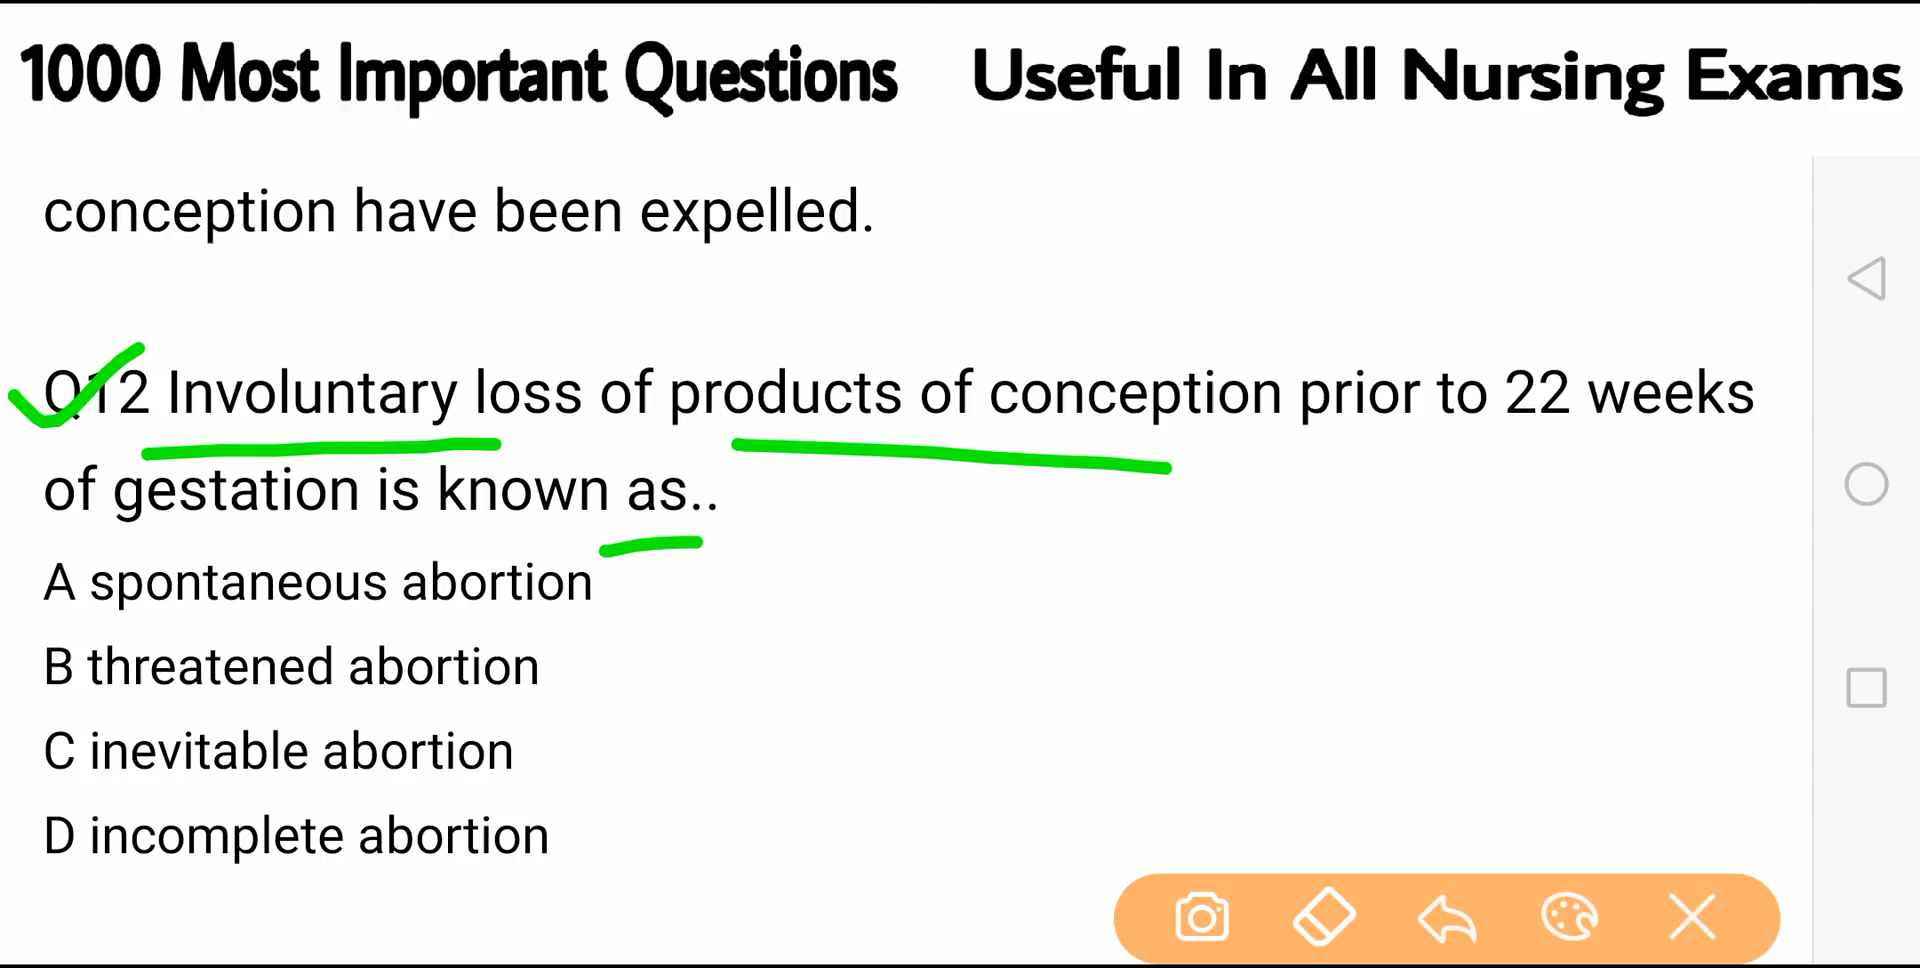 1000 Most Important Questions Useful In All Nursing Exams
conception have been expelled.
Q12 Involuntary loss of products of conception prior to 22 weeks
of gestation is known as..
A spontaneous abortion
B threatened abortion
C inevitable abortion
D incomplete abortion